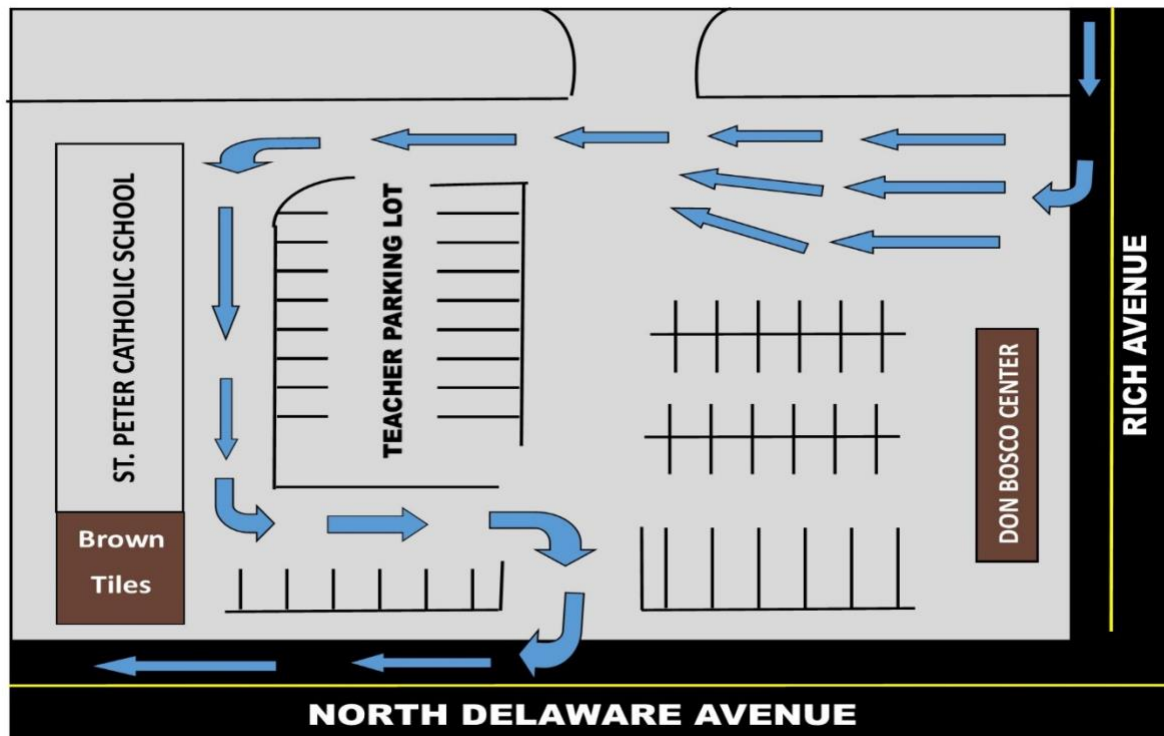 ST. PETER CATHOLIC SCHOOL
Brown
Tiles
TEACHER PARKING LOT
DON BOSCO CENTER
RICH AVENUE
NORTH DELAWARE AVENUE